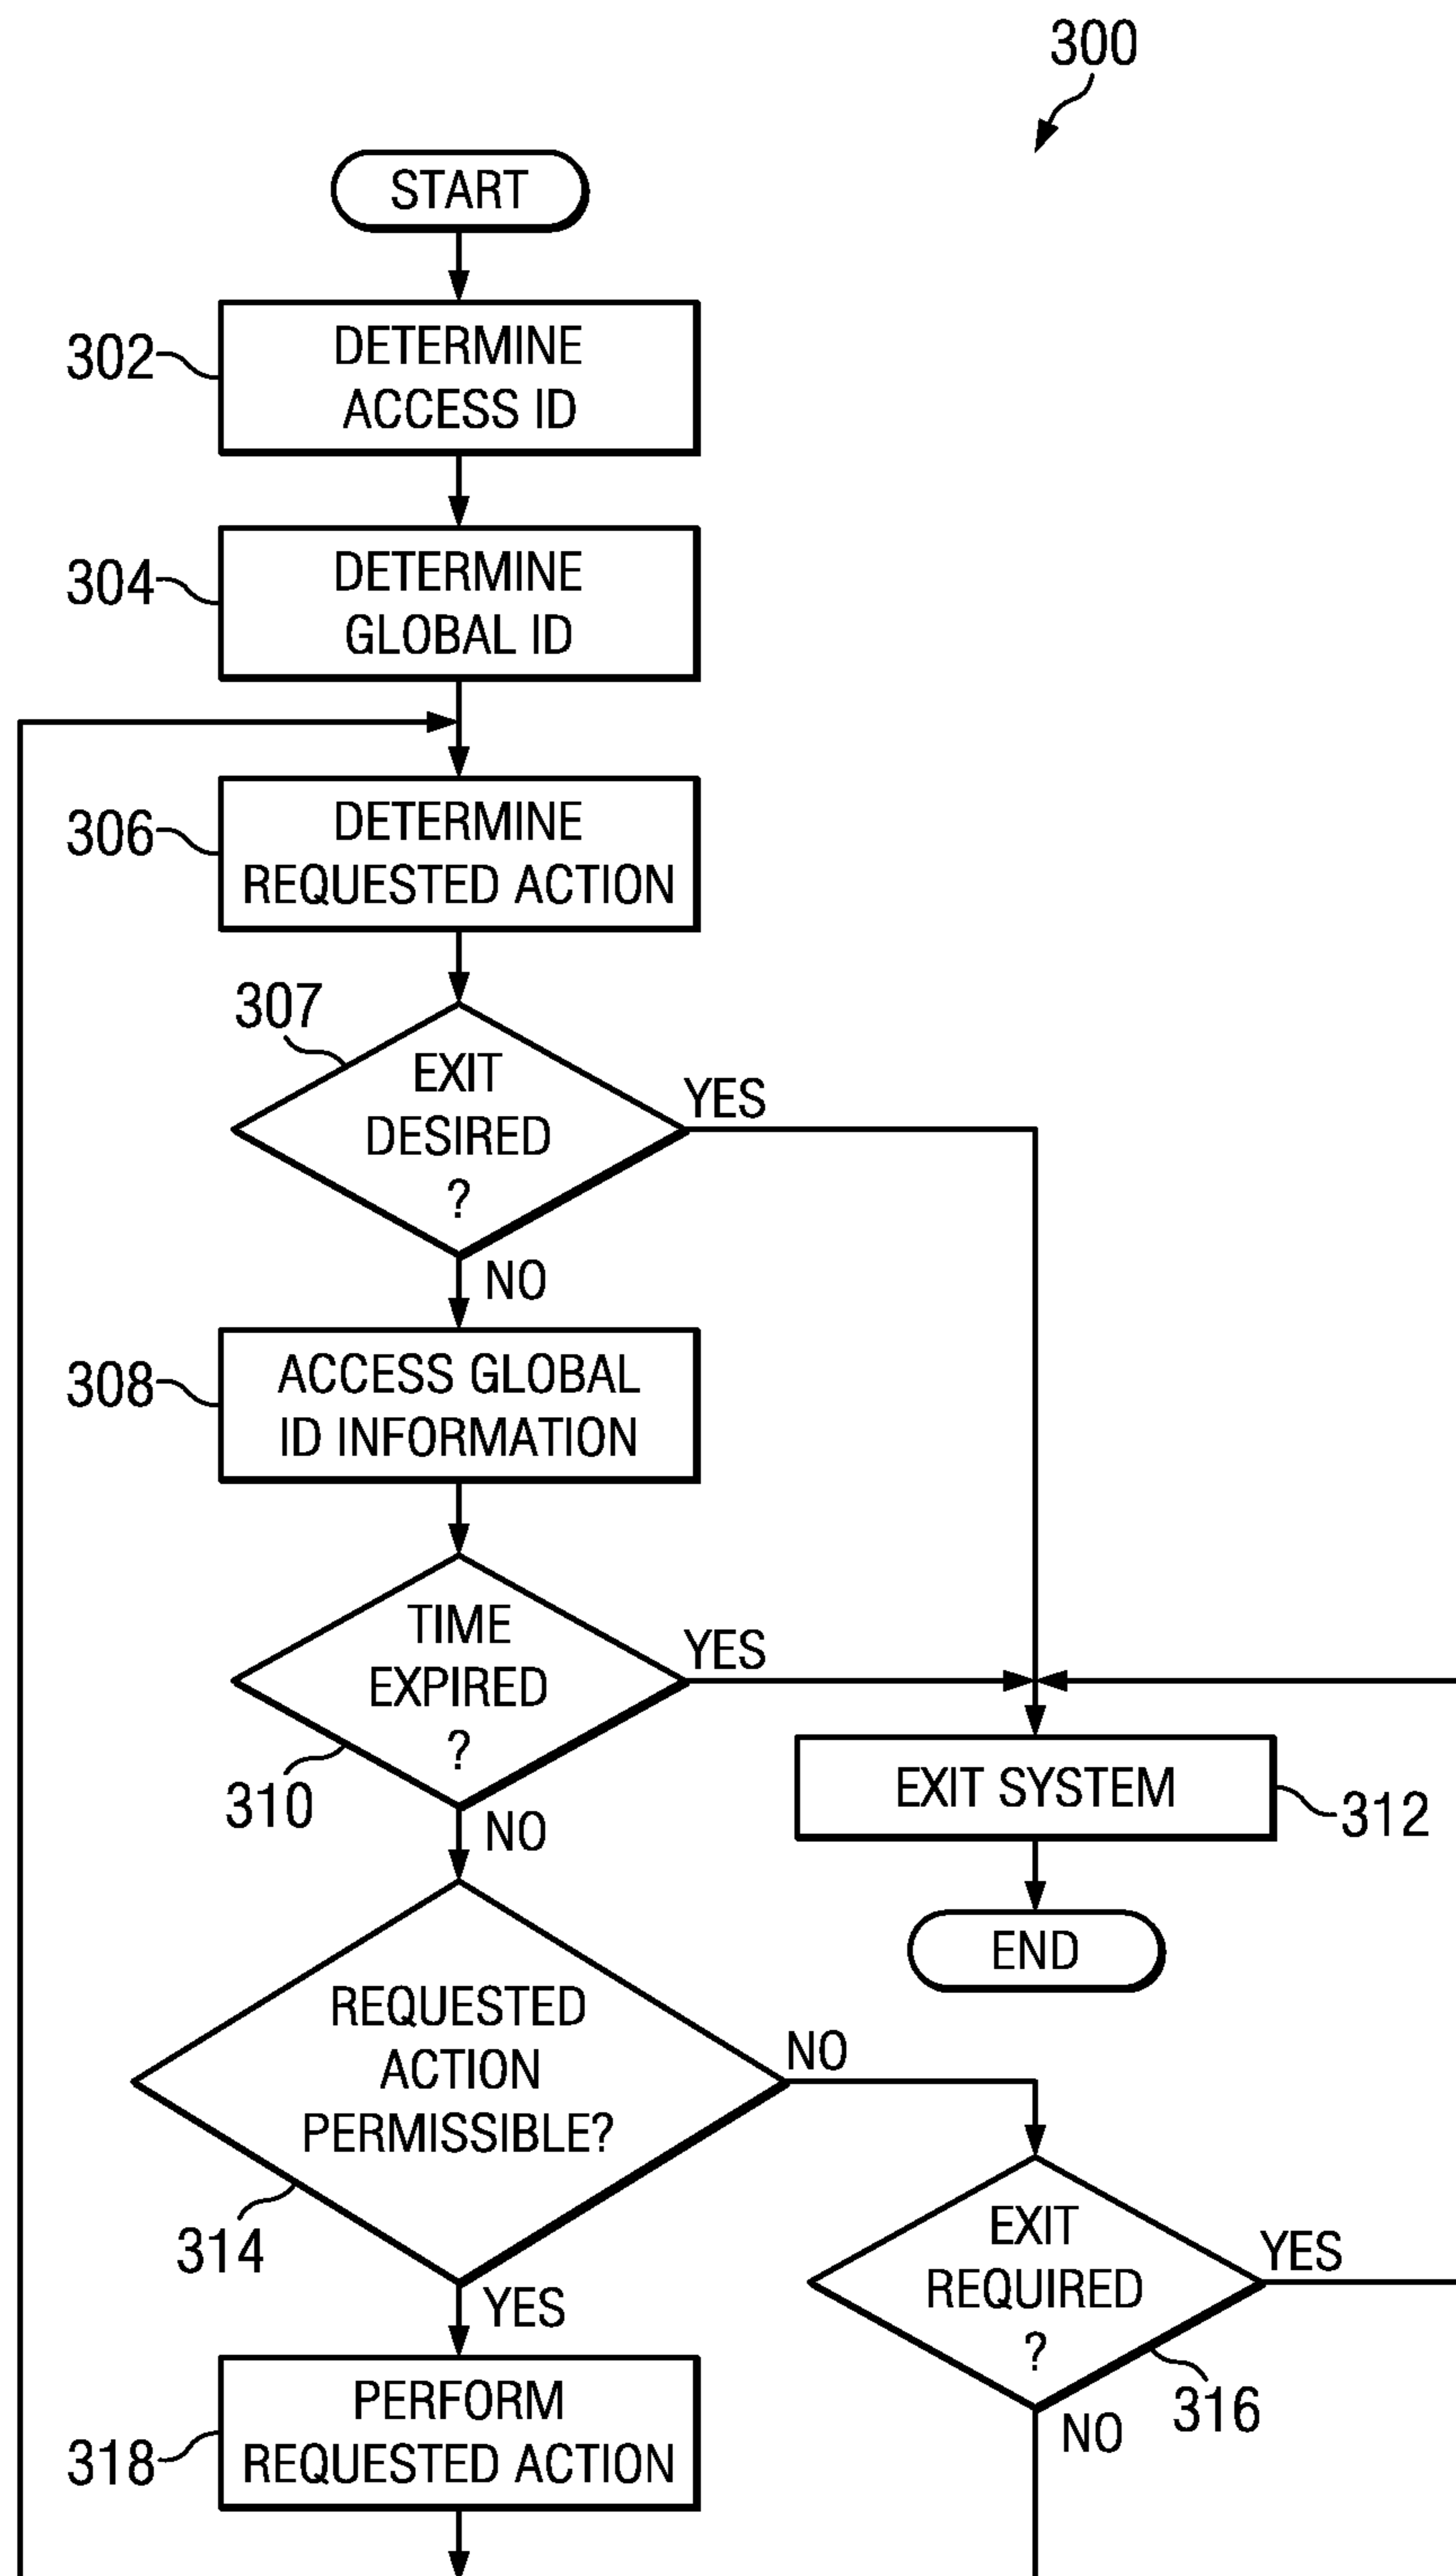 300
START
302
DETERMINE
ACCESS ID
304
DETERMINE
GLOBAL ID
306
DETERMINE
REQUESTED ACTION
307
EXIT
DESIRED
?
YES
NO
308
ACCESS GLOBAL
ID INFORMATION
TIME
EXPIRED
?
YES
310
NO
EXIT SYSTEM
312
END
REQUESTED
ACTION
PERMISSIBLE?
NO
314
YES
EXIT
REQUIRED
?
YES
316
NO
318
PERFORM
REQUESTED ACTION